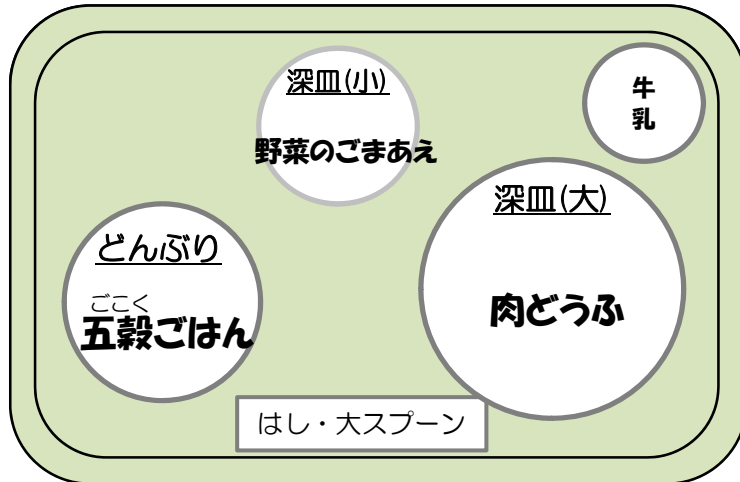 深皿(小)
野菜のごまあえ
牛
乳
深皿(大)
肉どうふ
どんぶり
ごこく
五穀ごはん
はし・大スプーン